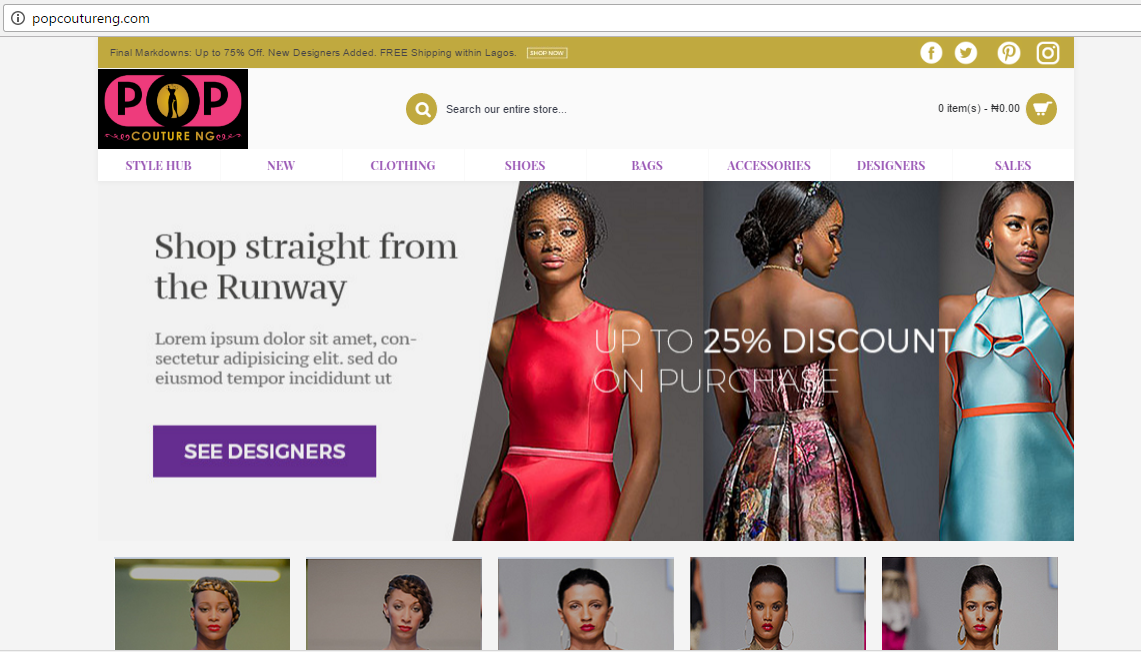 popcoutureng.com
Final Markdowns: Up to 75% Off. New Designers Added. FREE Shipping within Lagos. SHOP NOW
POP
COUTURE NG
Search our entire store...
0 item(s) - ₦0.00
STYLE HUB NEW CLOTHING SHOES BAGS ACCESSORIES DESIGNERS SALES
Shop straight from
the Runway
Lorem ipsum dolor sit amet, con-
sectetur adipisicing elit. sed do
eiusmod tempor incididunt ut
SEE DESIGNERS
UP TO 25% DISCOUNT
ON PURCHASE